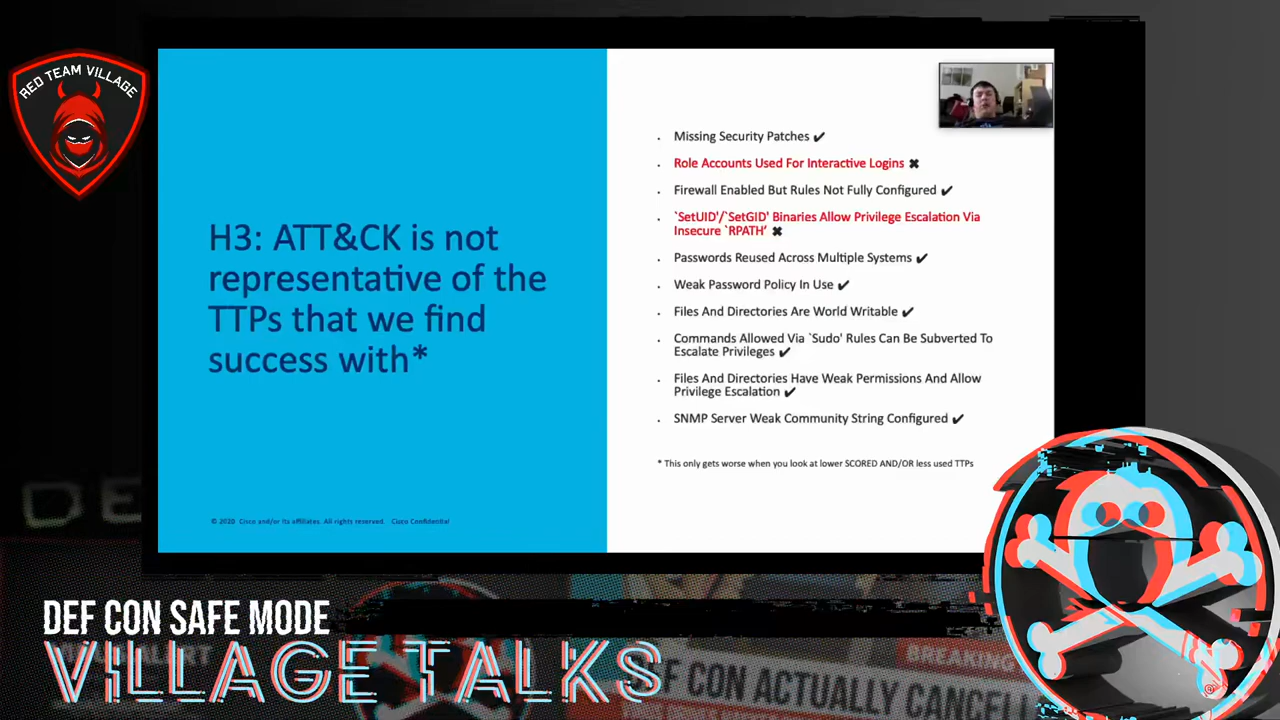 RED TEAM VILLAGE
H3: ATT&CK is not
representative of the
TTPs that we find
success with*
© 2020 Cisco and/or its affiliates. All rights reserved. Cisco Confidential
. Missing Security Patches ✔
. Role Accounts Used For Interactive Logins ✖
. Firewall Enabled But Rules Not Fully Configured ✔
. `SetUID'/`SetGID' Binaries Allow Privilege Escalation Via
Insecure `RPATH’ ✖
. Passwords Reused Across Multiple Systems ✔
. Weak Password Policy In Use ✔
. Files And Directories Are World Writable ✔
. Commands Allowed Via `Sudo' Rules Can Be Subverted To
Escalate Privileges ✔
. Files And Directories Have Weak Permissions And Allow
Privilege Escalation ✔
. SNMP Server Weak Community String Configured ✔
* This only gets worse when you look at lower SCORED AND/OR less used TTPs
DEF CON SAFE MODE
VILLAGE TALKS
BREAKING
DEF CON ACTUALLY